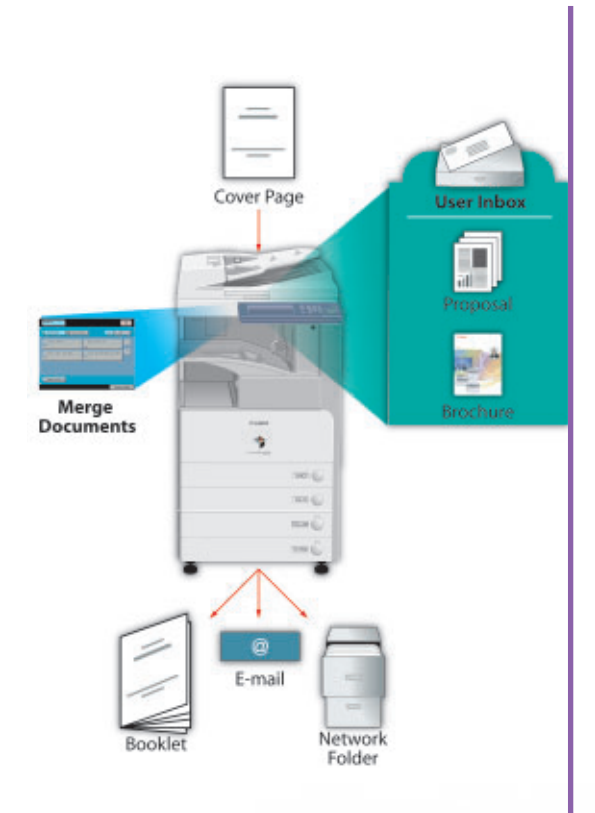 Cover Page
User Inbox
Proposal
Brochure
Merge
Documents
@
Booklet
E-mail
Network
Folder